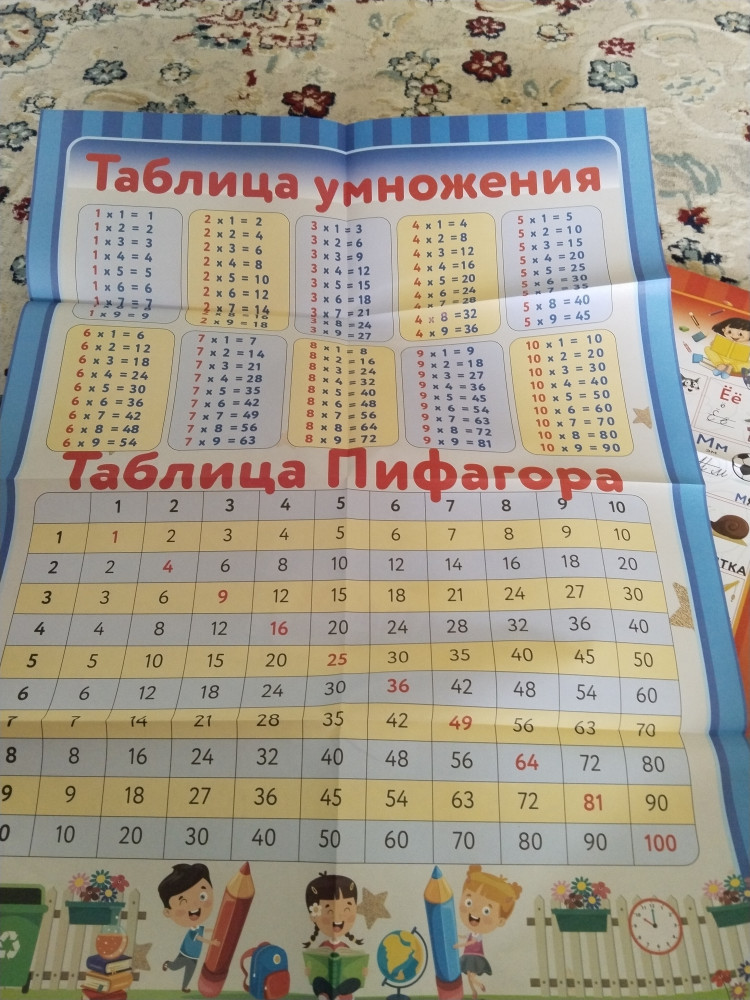 Таблица умножения
1 x 1 = 1
1 x 2 = 2
1 x 3 = 3
1 x 4 = 4
1 x 5 = 5
1 x 6 = 6
1 x 7 = 7
1 x 9 = 9
2 x 1 = 2
2 x 2 = 4
2 x 3 = 6
2 x 4 = 8
2 x 5 = 10
2 x 6 = 12
2 x 7 = 14
2 x 8 = 16
2 x 9 = 18
3 x 1 = 3
3 x 2 = 6
3 x 3 = 9
3 x 4 = 12
3 x 5 = 15
3 x 6 = 18
3 x 7 = 21
3 x 8 = 24
3 x 9 = 27
4 x 1 = 4
4 x 2 = 8
4 x 3 = 12
4 x 4 = 16
4 x 5 = 20
4 x 6 = 24
4 x 7 = 28
4 x 8 = 32
4 x 9 = 36
5 x 1 = 5
5 x 2 = 10
5 x 3 = 15
5 x 4 = 20
5 x 5 = 25
5 x 6 = 30
5 x 7 = 35
5 x 8 = 40
5 x 9 = 45
6 x 1 = 6
6 x 2 = 12
6 x 3 = 18
6 x 4 = 24
6 x 5 = 30
6 x 6 = 36
6 x 7 = 42
6 x 8 = 48
6 x 9 = 54
7 x 1 = 7
7 x 2 = 14
7 x 3 = 21
7 x 4 = 28
7 x 5 = 35
7 x 6 = 42
7 x 7 = 49
7 x 8 = 56
7 x 9 = 63
8 x 1 = 8
8 x 2 = 16
8 x 3 = 24
8 x 4 = 32
8 x 5 = 40
8 x 6 = 48
8 x 7 = 56
8 x 8 = 64
8 x 9 = 72
9 x 1 = 9
9 x 2 = 18
9 x 3 = 27
9 x 4 = 36
9 x 5 = 45
9 x 6 = 54
9 x 7 = 63
9 x 8 = 72
9 x 9 = 81
10 x 1 = 10
10 x 2 = 20
10 x 3 = 30
10 x 4 = 40
10 x 5 = 50
10 x 6 = 60
10 x 7 = 70
10 x 8 = 80
10 x 9 = 90
Таблица Пифагора
1 2 3 4 5 6 7 8 9 10
1 1 2 3 4 5 6 7 8 9 10
2 2 4 6 8 10 12 14 16 18 20
3 3 6 9 12 15 18 21 24 27 30
4 4 8 12 16 20 24 28 32 36 40
5 5 10 15 20 25 30 35 40 45 50
6 6 12 18 24 30 36 42 48 54 60
7 7 14 21 28 35 42 49 56 63 70
8 8 16 24 32 40 48 56 64 72 80
9 9 18 27 36 45 54 63 72 81 90
0 10 20 30 40 50 60 70 80 90 100
Ёё
Ёё
Мм
Мм